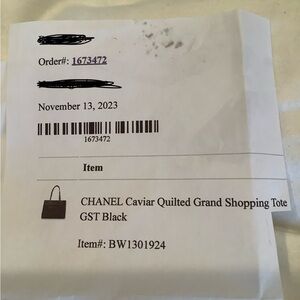 Order#: 1673472
November 13, 2023
1673472
Item
CHANEL Caviar Quilted Grand Shopping Tote
GST Black
Item#: BW1301924